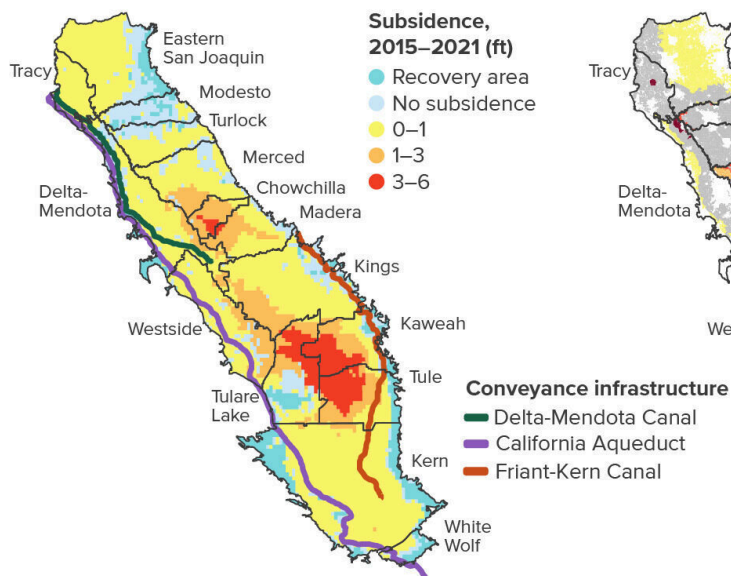 Subsidence,
2015–2021 (ft)
Recovery area
No subsidence
0–1
1–3
3–6
Eastern
San Joaquin
Tracy
Modesto
Turlock
Merced
Delta-
Mendota
Chowchilla
Madera
Kings
Westside
Kaweah
Tulare
Lake
Tule
Kern
White
Wolf
Conveyance infrastructure
Delta-Mendota Canal
California Aqueduct
Friant-Kern Canal
Tracy
Delta-
Mendota
We